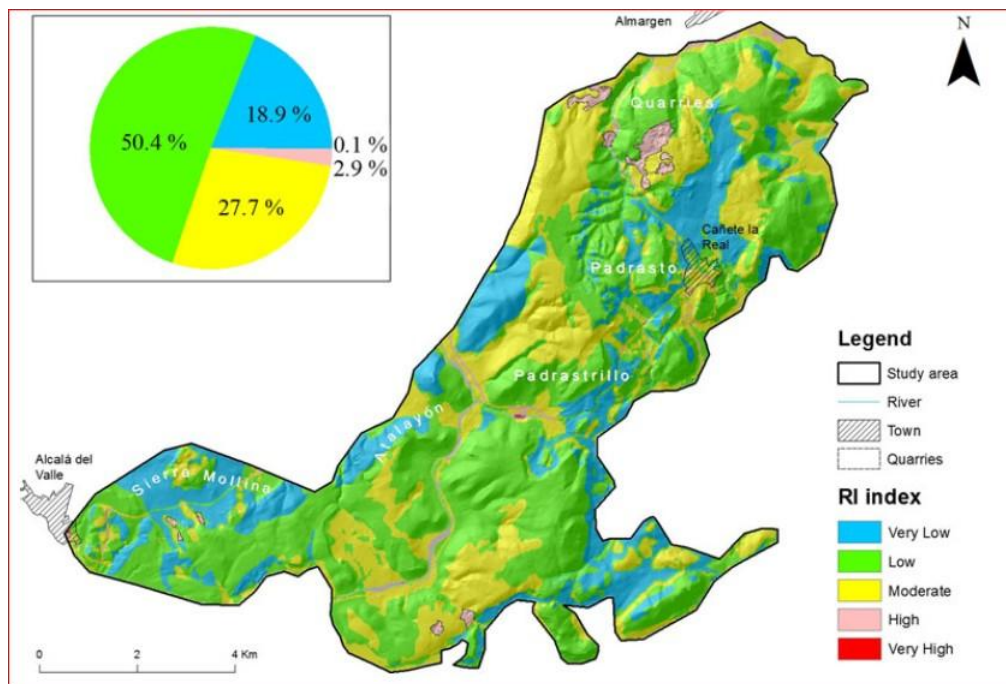 Almargen
N
50.4 %
18.9 %
0.1 %
2.9 %
27.7 %
Quarries
Cañete la
Real
Padrasto
Padrastrillo
Atalayón
Alcalá del
Valle
Sierra Mollina
Legend
Study area
River
Town
Quarries
RI index
Very Low
Low
Moderate
High
Very High
0 2 4 Km